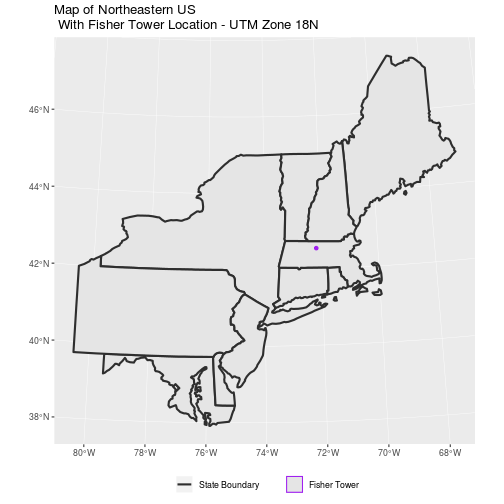 Map of Northeastern US
With Fisher Tower Location - UTM Zone 18N
46°N
44°N
42°N
40°N
38°N
80°W 78°W 76°W 74°W 72°W 70°W 68°W
State Boundary Fisher Tower